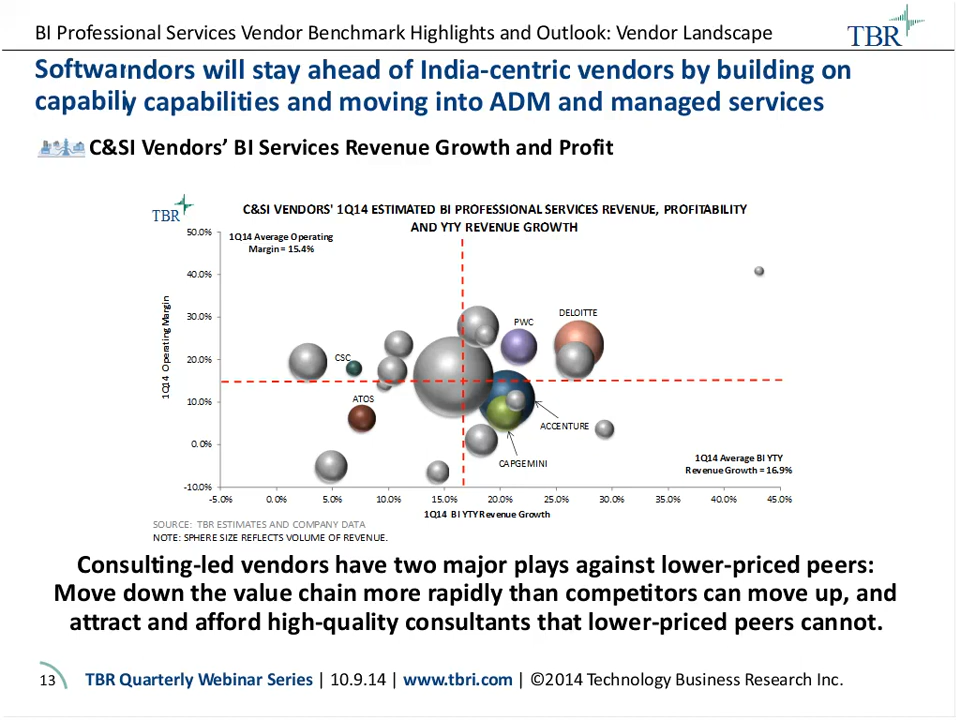 BI Professional Services Vendor Benchmark Highlights and Outlook: Vendor Landscape
TBR
Softwarndors will stay ahead of India-centric vendors by building on
capabiliy capabilities and moving into ADM and managed services
C&SI Vendors’ BI Services Revenue Growth and Profit
TBR
C&SI VENDORS' 1Q14 ESTIMATED BI PROFESSIONAL SERVICES REVENUE, PROFITABILITY
AND YTY REVENUE GROWTH
1Q14 Average Operating
Margin = 15.4%
50.0%
40.0%
30.0%
20.0%
10.0%
0.0%
-10.0%
1Q14 Operating Margin
PWC
DELOITTE
CSC
ATOS
ACCENTURE
CAPGEMINI
1Q14 Average BI YTY
Revenue Growth = 16.9%
-5.0% 0.0% 5.0% 10.0% 15.0% 20.0% 25.0% 30.0% 35.0% 40.0% 45.0%
1Q14 BI YTY Revenue Growth
SOURCE: TBR ESTIMATES AND COMPANY DATA
NOTE: SPHERE SIZE REFLECTS VOLUME OF REVENUE.
Consulting-led vendors have two major plays against lower-priced peers:
Move down the value chain more rapidly than competitors can move up, and
attract and afford high-quality consultants that lower-priced peers cannot.
13 TBR Quarterly Webinar Series | 10.9.14 | www.tbri.com | ©2014 Technology Business Research Inc.